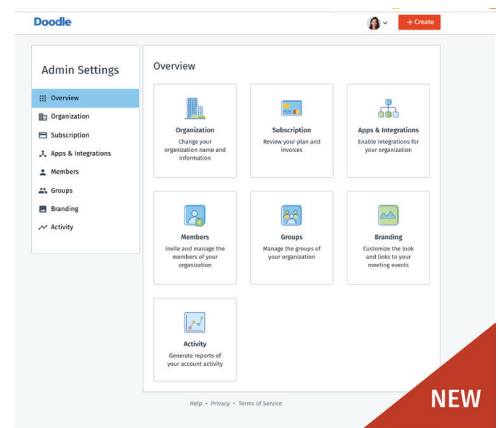 Doodle
+ Create
Admin Settings
Overview
Organization
Subscription
Apps & Integrations
Members
Groups
Branding
Activity
Overview
Organization
Change your
organization name and
information
Subscription
Review your plan and
invoices
Apps & Integrations
Enable integrations for
your organization
Members
Invite and manage the
members of your
organization
Groups
Manage the groups of
your organization
Branding
Customize the look
and links to your
meeting events
Activity
Generate reports of
your account activity
Help • Privacy • Terms of Service
NEW